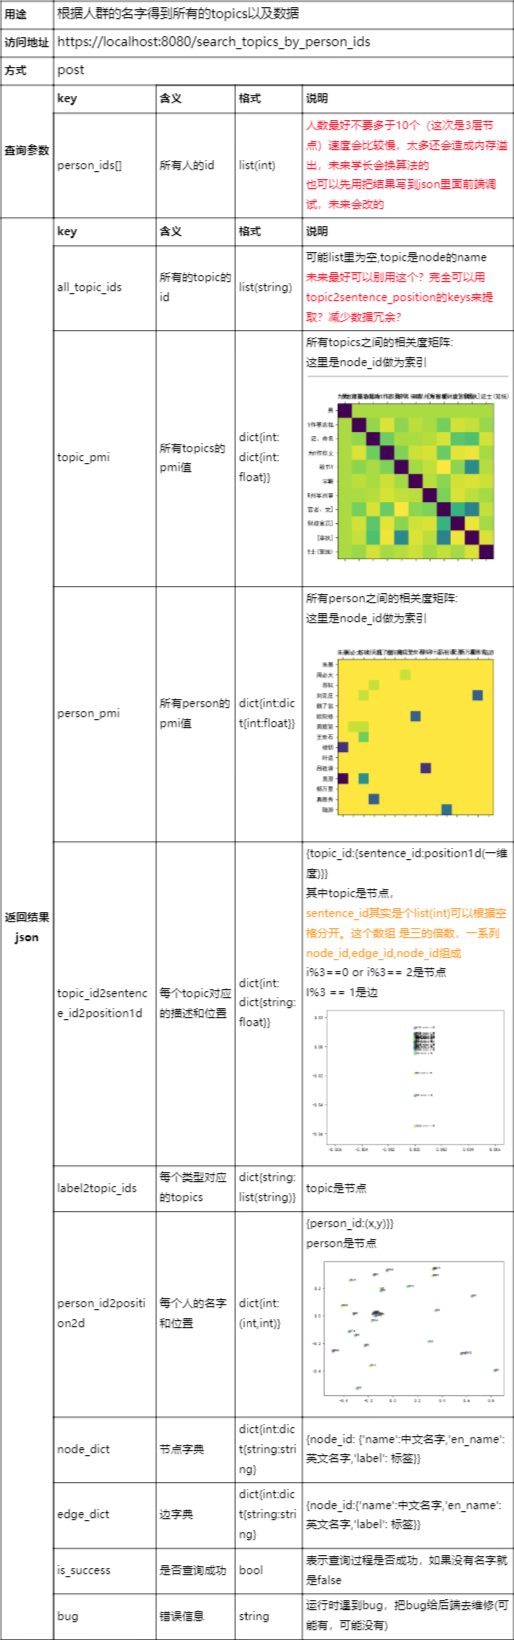 用途 根据人群的名字得到所有的topics以及数据
访问地址 https://localhost:8080/search_topics_by_person_ids
方式 post
查询参数
key 含义 格式 说明
person_ids[] 所有人的id list(int)
人数最好不要多于10个（这次是3层节
点）速度会比较慢，太多还会造成内存溢
出，未来学长会换算法的
也可以先用把结果写到json里面前端调
试，未来会改的
返回结果
json
key 含义 格式 说明
all_topic_ids
所有的topic的
id
list(string)
可能list里为空,topic是node的name
未来最好可以别用这个？完全可以用
topic2sentence_position的keys来提
取？减少数据冗余？
topic_pmi
所有topics的
pmi值
dict{int:
dict{int:
float}}
所有topics之间的相关度矩阵:
这里是node_id做为索引
person_pmi
所有person的
pmi值
dict{int:dic
t{int:float}}
所有person之间的相关度矩阵:
这里是node_id做为索引
朱熹
周必大
苏轼
欧阳修
王安石
叶适
topic_id2sentenc
e_id2position1d
每个topic对应
的描述和位置
dict{int:
dict{string:
float}}
{topic_id:{sentence_id:position1d(一维
度)}}
其中topic是节点，
sentence_id其实是个list(int)可以根据空
格分开。这个数组 是三的倍数，一系列
node_id,edge_id,node_id组成
i%3==0 or i%3== 2是节点
I%3 == 1是边
label2topic_ids
每个类型对应
的topics
dict{string:
list(string)}
topic是节点
person_id2positi
on2d
每个人的名字
和位置
dict{int:
(int,int)}
{person_id:(x,y)}}
person是节点
node_dict 节点字典
dict{int:dic
t{string:stri
ng}
{node_id: {'name':中文名字,'en_name':
英文名字,'label': 标签}}
edge_dict 边字典
dict{int:dic
t{string:stri
ng}
{node_id:{'name':中文名字,'en_name':
英文名字,'label': 标签}}
is_success 是否查询成功 bool
表示查询过程是否成功，如果没有名字就
是false
bug 错误信息 string
运行时遇到bug，把bug给后端去维修(可
能有，可能没有)